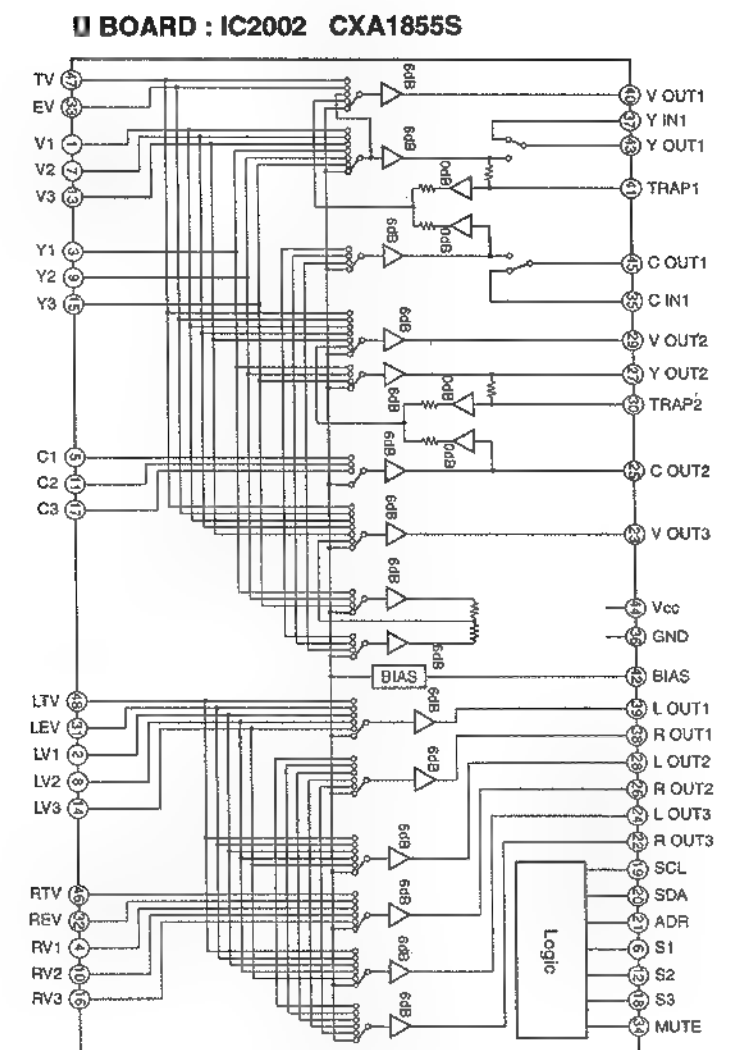 U BOARD : IC2002 CXA1855S
TV 47
EV 33
V1 1
V2 7
V3 13
Y1 3
Y2 9
Y3 15
C1 5
C2 11
C3 17
LTV 48
LEV 31
LV1 2
LV2 8
LV3 14
RTV 46
REV 32
RV1 4
RV2 10
RV3 16
6dB
6dB
0dB
0dB
6dB
6dB
6dB
0dB
0dB
6dB
6dB
6dB
6dB
BIAS
6dB
6dB
6dB
6dB
6dB
6dB
Logic
40 V OUT1
37 Y IN1
43 Y OUT1
41 TRAP1
45 C OUT1
35 C IN1
29 V OUT2
27 Y OUT2
30 TRAP2
25 C OUT2
23 V OUT3
44 Vcc
36 GND
42 BIAS
39 L OUT1
38 R OUT1
28 L OUT2
26 R OUT2
24 L OUT3
22 R OUT3
19 SCL
20 SDA
21 ADR
6 S1
12 S2
18 S3
34 MUTE